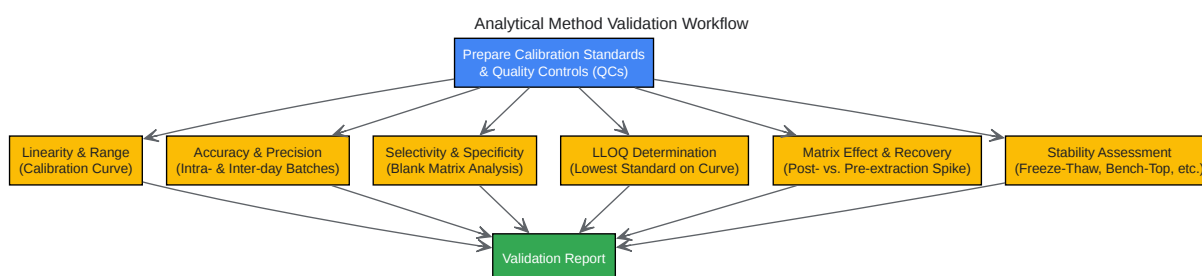 Analytical Method Validation Workflow
Prepare Calibration Standards
& Quality Controls (QCs)
Linearity & Range
(Calibration Curve)
Accuracy & Precision
(Intra- & Inter-day Batches)
Selectivity & Specificity
(Blank Matrix Analysis)
LLOQ Determination
(Lowest Standard on Curve)
Matrix Effect & Recovery
(Post- vs. Pre-extraction Spike)
Stability Assessment
(Freeze-Thaw, Bench-Top, etc.)
Validation Report